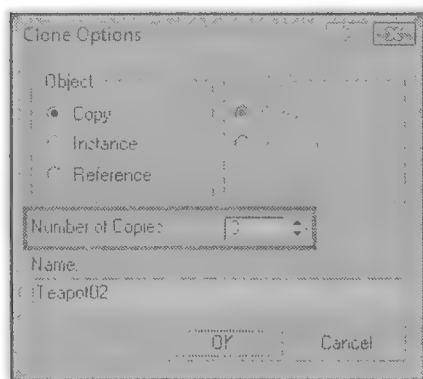 Clone Options
Object
Copy
Instance
Reference
Number of Copies
Name:
Teapot02
OK
Cancel